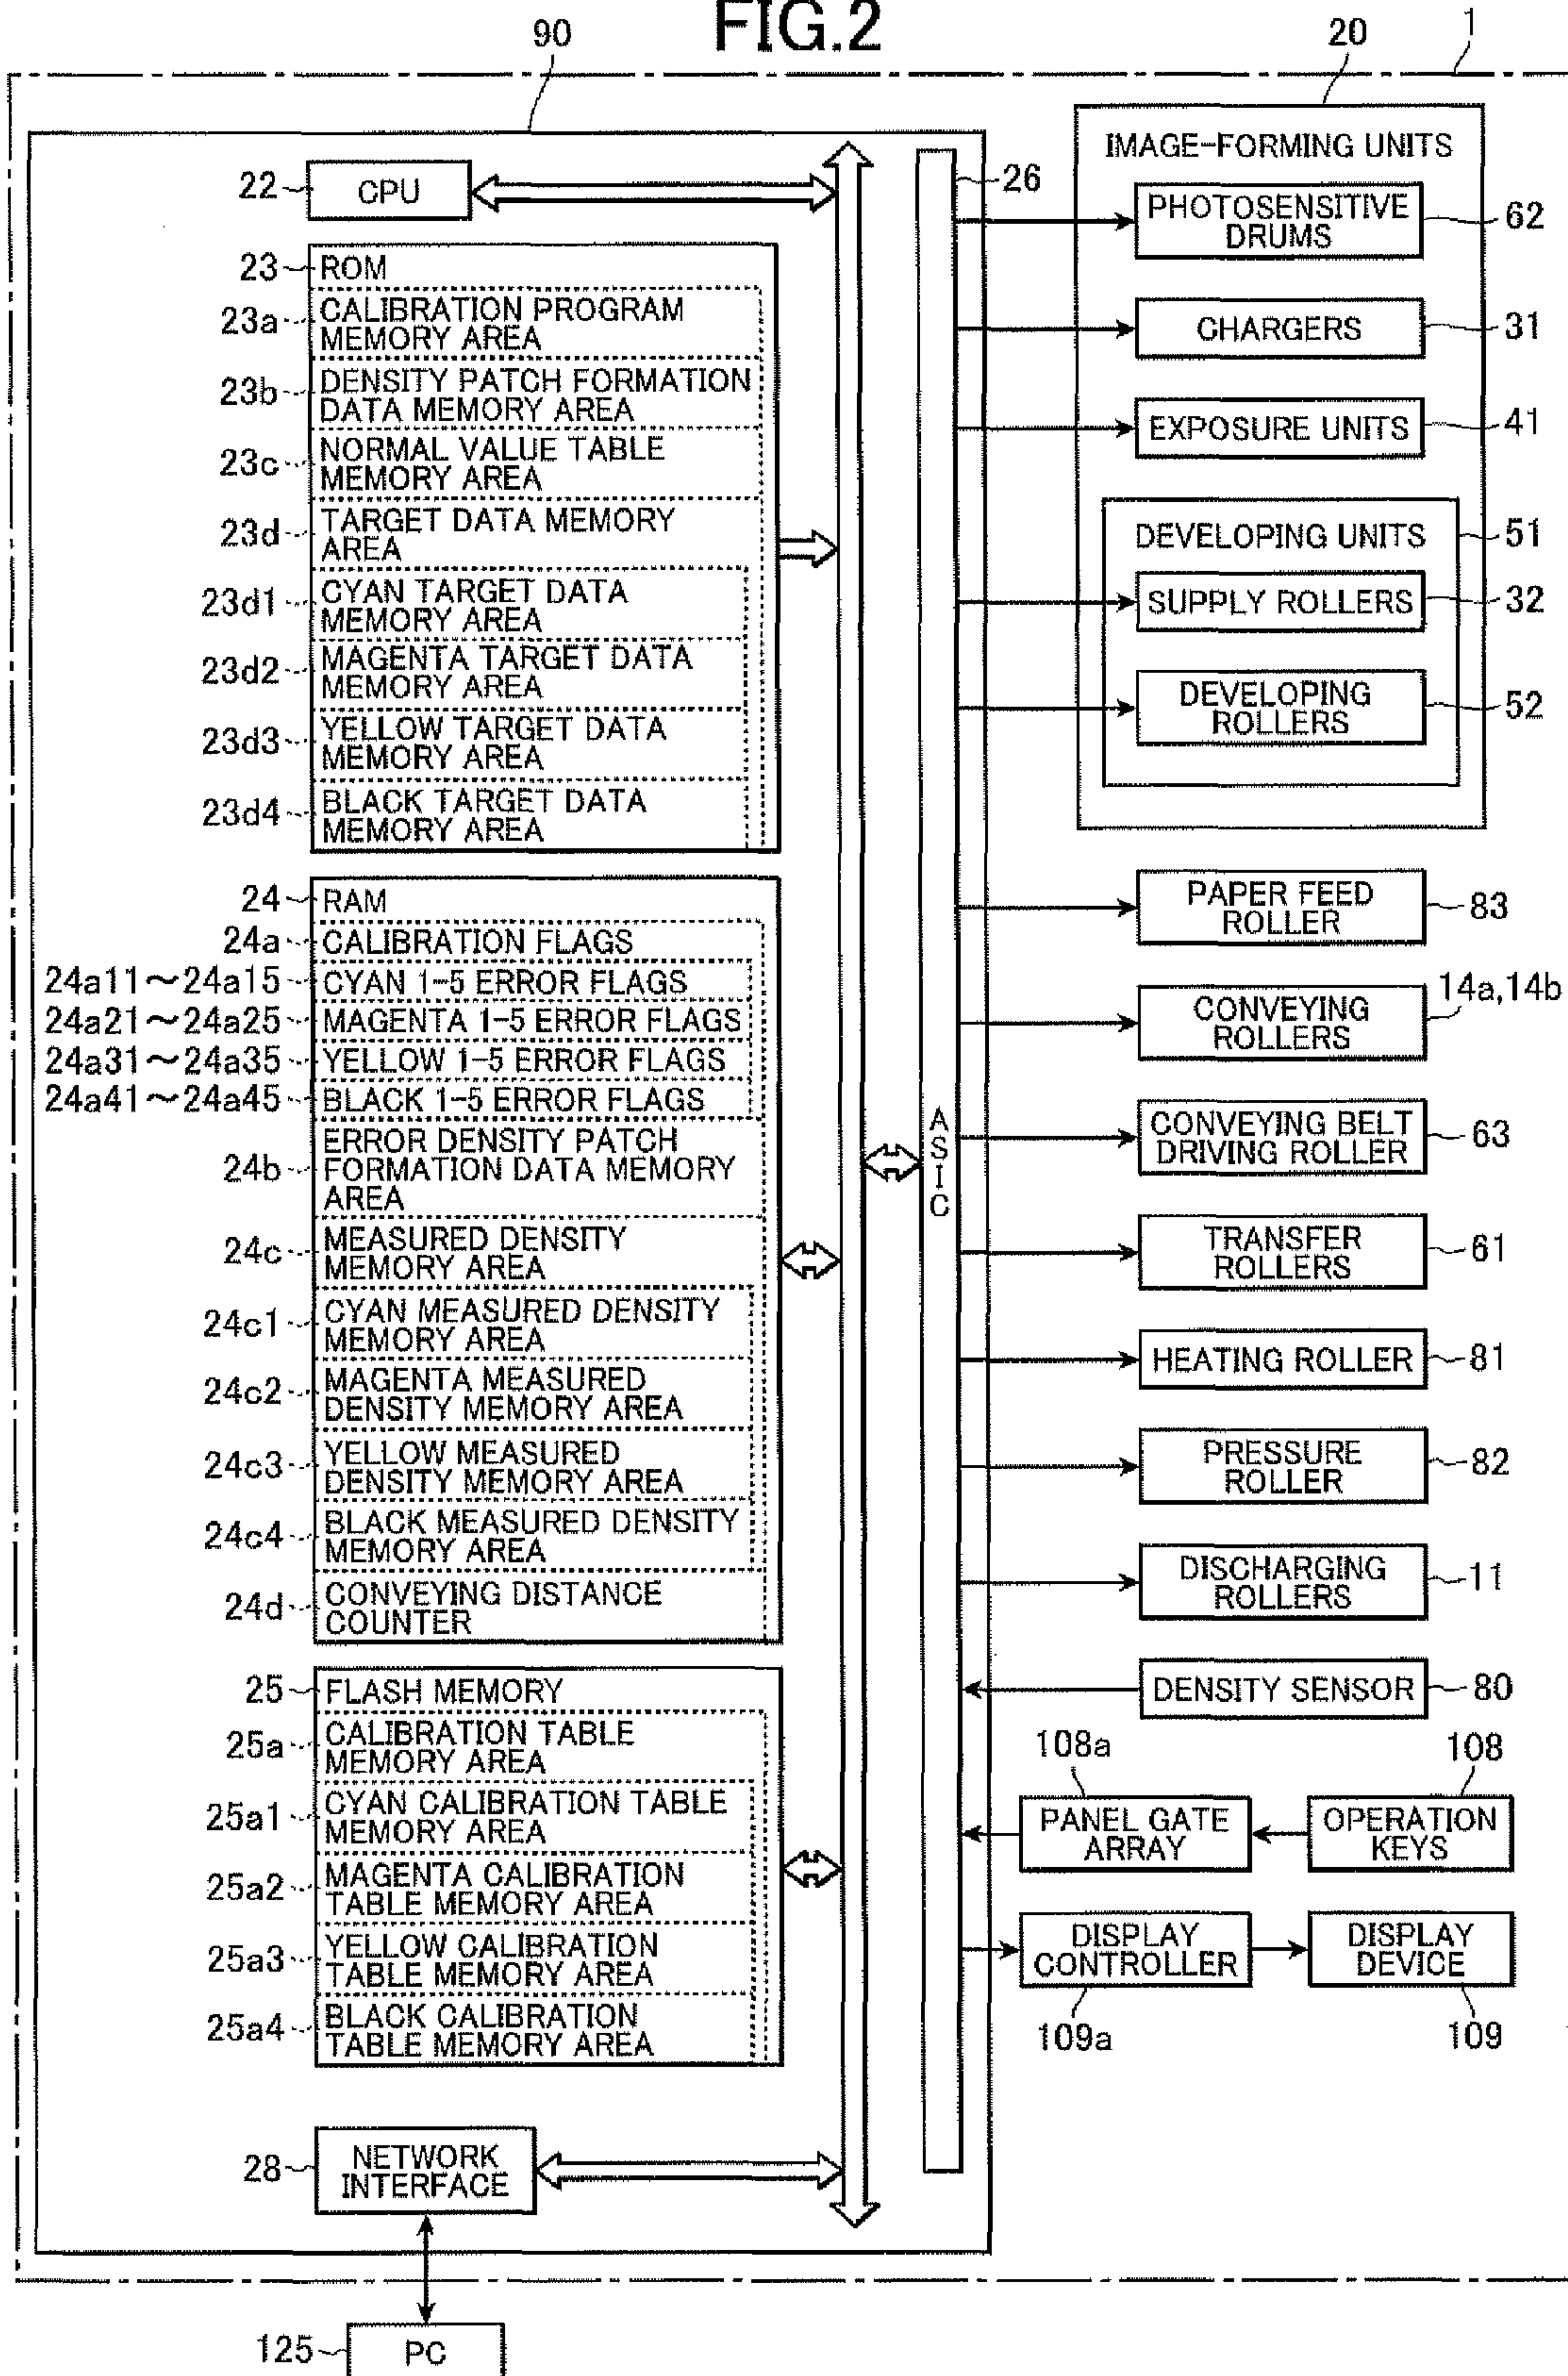 FIG.2
90
20
1
IMAGE-FORMING UNITS
22
CPU
26
PHOTOSENSITIVE
DRUMS
62
23
ROM
23a
CALIBRATION PROGRAM
MEMORY AREA
CHARGERS
31
23b
DENSITY PATCH FORMATION
DATA MEMORY AREA
EXPOSURE UNITS
41
23c
NORMAL VALUE TABLE
MEMORY AREA
23d
TARGET DATA MEMORY
AREA
DEVELOPING UNITS
51
23d1
CYAN TARGET DATA
MEMORY AREA
SUPPLY ROLLERS
32
23d2
MAGENTA TARGET DATA
MEMORY AREA
DEVELOPING
ROLLERS
52
23d3
YELLOW TARGET DATA
MEMORY AREA
23d4
BLACK TARGET DATA
MEMORY AREA
24
RAM
PAPER FEED
ROLLER
83
24a
CALIBRATION FLAGS
24a11~24a15
CYAN 1-5 ERROR FLAGS
14a,14b
24a21~24a25
MAGENTA 1-5 ERROR FLAGS
CONVEYING
ROLLERS
24a31~24a35
YELLOW 1-5 ERROR FLAGS
24a41~24a45
BLACK 1-5 ERROR FLAGS
ASIC
24b
ERROR DENSITY PATCH
FORMATION DATA MEMORY
AREA
CONVEYING BELT
DRIVING ROLLER
63
24c
MEASURED DENSITY
MEMORY AREA
TRANSFER
ROLLERS
61
24c1
CYAN MEASURED DENSITY
MEMORY AREA
HEATING ROLLER
81
24c2
MAGENTA MEASURED
DENSITY MEMORY AREA
24c3
YELLOW MEASURED
DENSITY MEMORY AREA
PRESSURE
ROLLER
82
24c4
BLACK MEASURED DENSITY
MEMORY AREA
24d
CONVEYING DISTANCE
COUNTER
DISCHARGING
ROLLERS
11
25
FLASH MEMORY
DENSITY SENSOR
80
25a
CALIBRATION TABLE
MEMORY AREA
108a
108
25a1
CYAN CALIBRATION TABLE
MEMORY AREA
PANEL GATE
ARRAY
OPERATION
KEYS
25a2
MAGENTA CALIBRATION
TABLE MEMORY AREA
25a3
YELLOW CALIBRATION
TABLE MEMORY AREA
DISPLAY
CONTROLLER
DISPLAY
DEVICE
25a4
BLACK CALIBRATION
TABLE MEMORY AREA
109a
109
28
NETWORK
INTERFACE
125
PC